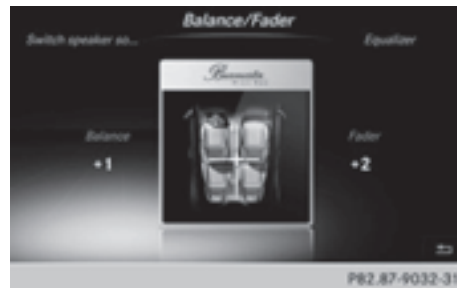 Balance/Fader
Switch speaker so...
Equalizer
Burmester
Balance
Fader
+1
+2
P82.87-9032-31